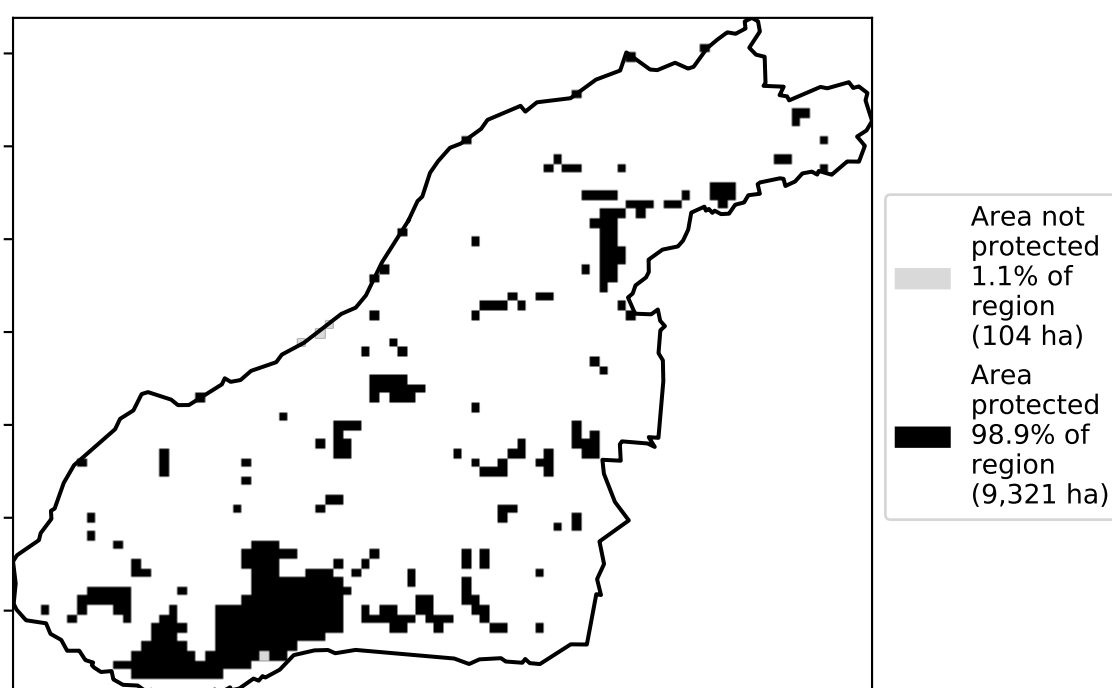 Area not
protected
1.1% of
region
(104 ha)
Area
protected
98.9% of
region
(9,321 ha)